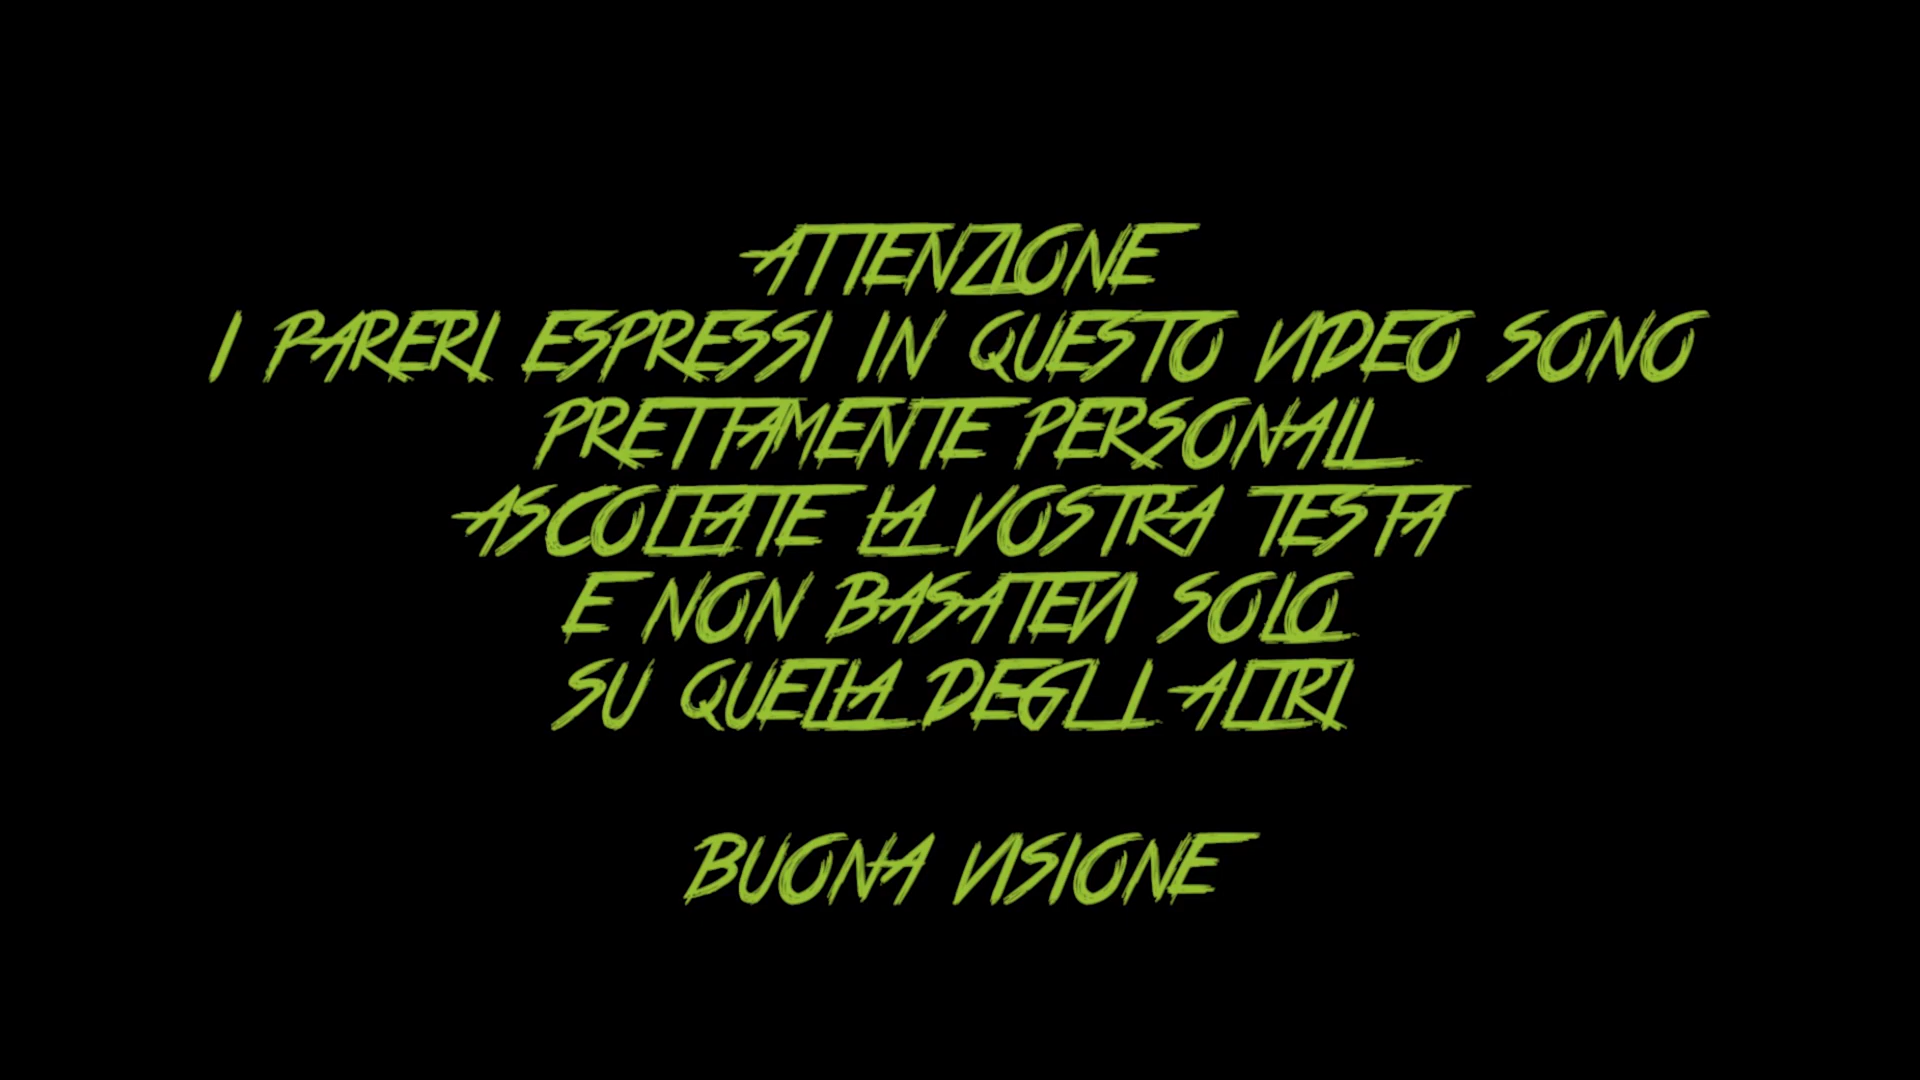 ATTENZIONE
I PARERI ESPRESSI IN QUESTO VIDEO SONO
PRETTAMENTE PERSONALI
ASCOLTATE LA VOSTRA TESTA
E NON BASATEVI SOLO
SU QUELLA DEGLI ALTRI
BUONA VISIONE